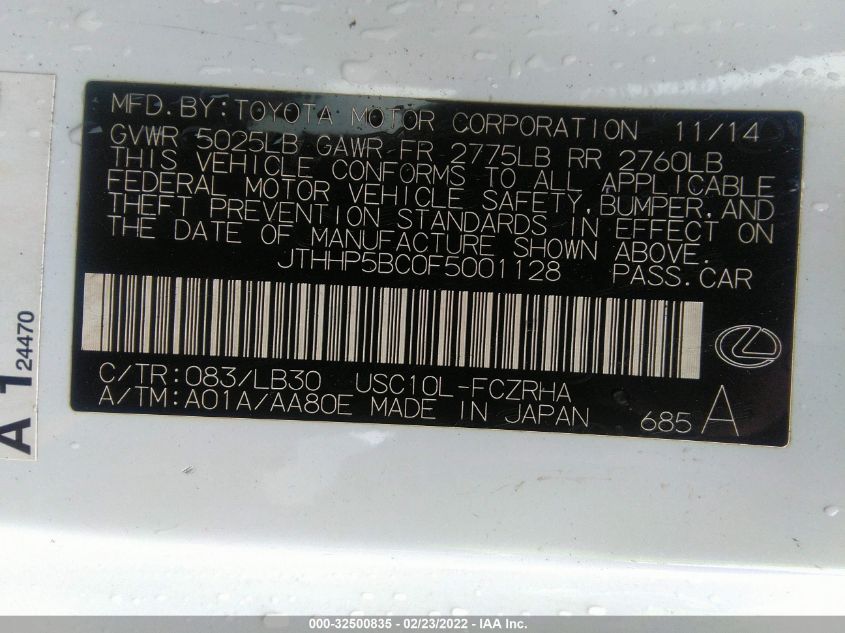 MFD.BY:TOYOTA MOTOR CORPORATION 11/14
GVWR 5025LB GAWR FR 2775LB RR 2760LB
THIS VEHICLE CONFORMS TO ALL APPLICABLE
FEDERAL MOTOR VEHICLE SAFETY,BUMPER,AND
THEFT PREVENTION STANDARDS IN EFFECT ON
THE DATE OF MANUFACTURE SHOWN ABOVE.
JTHHP5BC0F5001128 PASS.CAR
C/TR:083/LB30 USC10L-FCZRHA
A/TM:A01A/AA80E MADE IN JAPAN 685 A
A 1 24470
000-32500835 - 02/23/2022 - IAA Inc.